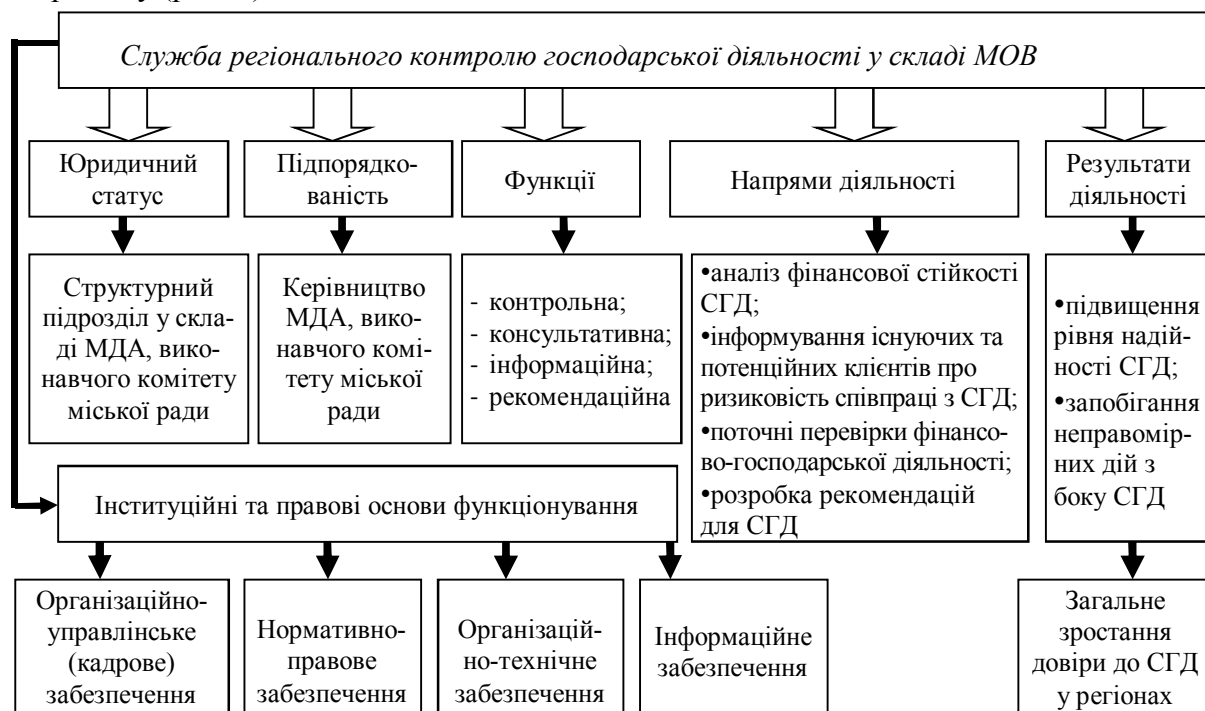 Служба регіонального контролю господарської діяльності у складі МОВ
Юридичний
статус
Підпорядко-
ваність
Функції
Напрями діяльності
Результати
діяльності
Структурний
підрозділ у скла-
ді МДА, вико-
навчого комітету
міської ради
Керівництво
МДА, вико-
навчого комі-
тету міської
ради
- контрольна;
- консультативна;
- інформаційна;
- рекомендаційна
•аналіз фінансової стійкості
СГД;
•інформування існуючих та
потенційних клієнтів про
ризиковість співпраці з СГД;
•поточні перевірки фінансо-
во-господарської діяльності;
•розробка рекомендацій
для СГД
•підвищення
рівня надій-
ності СГД;
•запобігання
неправомір-
них дій з
боку СГД
Інституційні та правові основи функціонування
Організаційно-
управлінське
(кадрове)
забезпечення
Нормативно-
правове
забезпечення
Організацій-
но-технічне
забезпечення
Інформаційне
забезпечення
Загальне
зростання
довіри до СГД
у регіонах